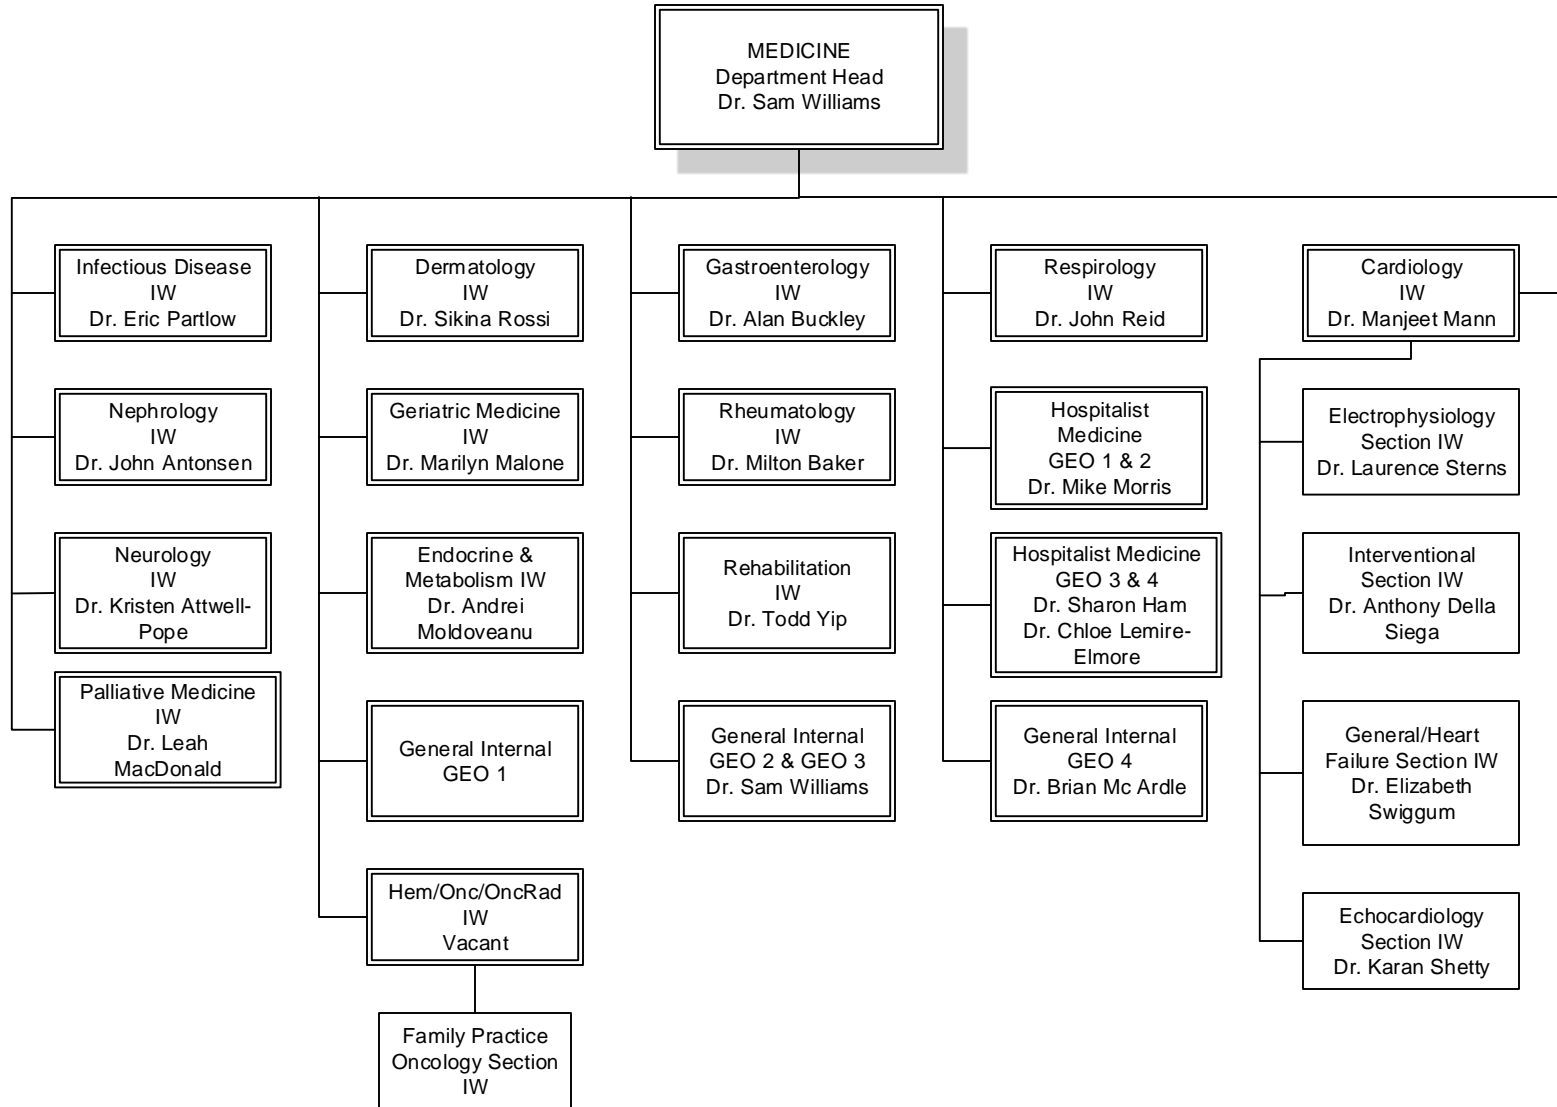 MEDICINE
Department Head
Dr. Sam Williams
Infectious Disease
IW
Dr. Eric Partlow
Dermatology
IW
Dr. Sikina Rossi
Gastroenterology
IW
Dr. Alan Buckley
Respirology
IW
Dr. John Reid
Cardiology
IW
Dr. Manjeet Mann
Nephrology
IW
Dr. John Antonsen
Geriatric Medicine
IW
Dr. Marilyn Malone
Rheumatology
IW
Dr. Milton Baker
Hospitalist
Medicine
GEO 1 & 2
Dr. Mike Morris
Electrophysiology
Section IW
Dr. Laurence Sterns
Neurology
IW
Dr. Kristen Attwell-
Pope
Endocrine &
Metabolism IW
Dr. Andrei
Moldoveanu
Rehabilitation
IW
Dr. Todd Yip
Hospitalist Medicine
GEO 3 & 4
Dr. Sharon Ham
Dr. Chloe Lemire-
Elmore
Interventional
Section IW
Dr. Anthony Della
Siega
Palliative Medicine
IW
Dr. Leah
MacDonald
General Internal
GEO 1
General Internal
GEO 2 & GEO 3
Dr. Sam Williams
General Internal
GEO 4
Dr. Brian Mc Ardle
General/Heart
Failure Section IW
Dr. Elizabeth
Swiggum
Hem/Onc/OncRad
IW
Vacant
Echocardiology
Section IW
Dr. Karan Shetty
Family Practice
Oncology Section
IW